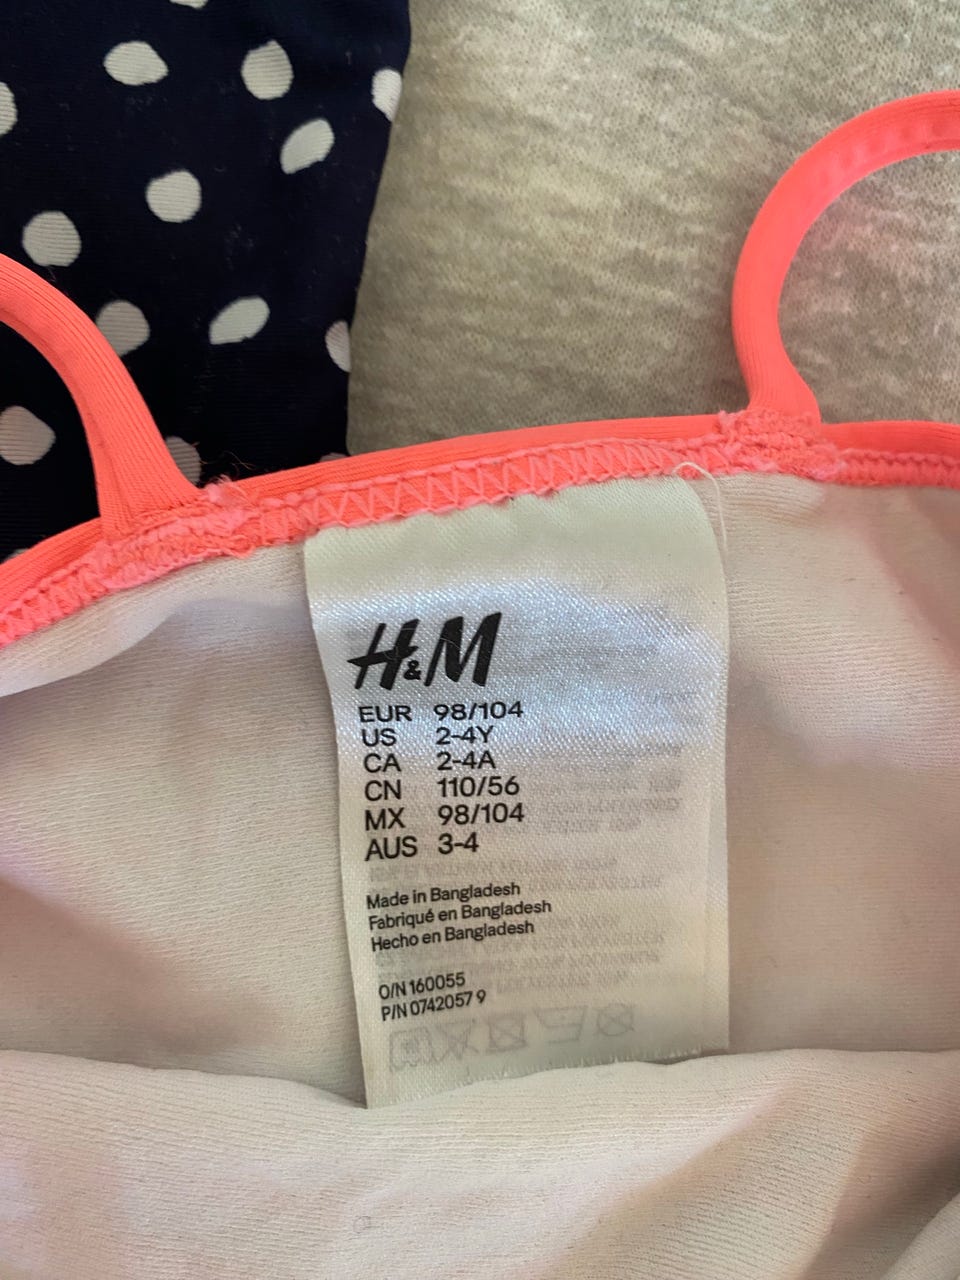 H&M
EUR 98/104
US 2-4Y
CA 2-4A
CN 110/56
MX 98/104
AUS 3-4
Made in Bangladesh
Fabriqué en Bangladesh
Hecho en Bangladesh
O/N 160055
P/N 0742057 9